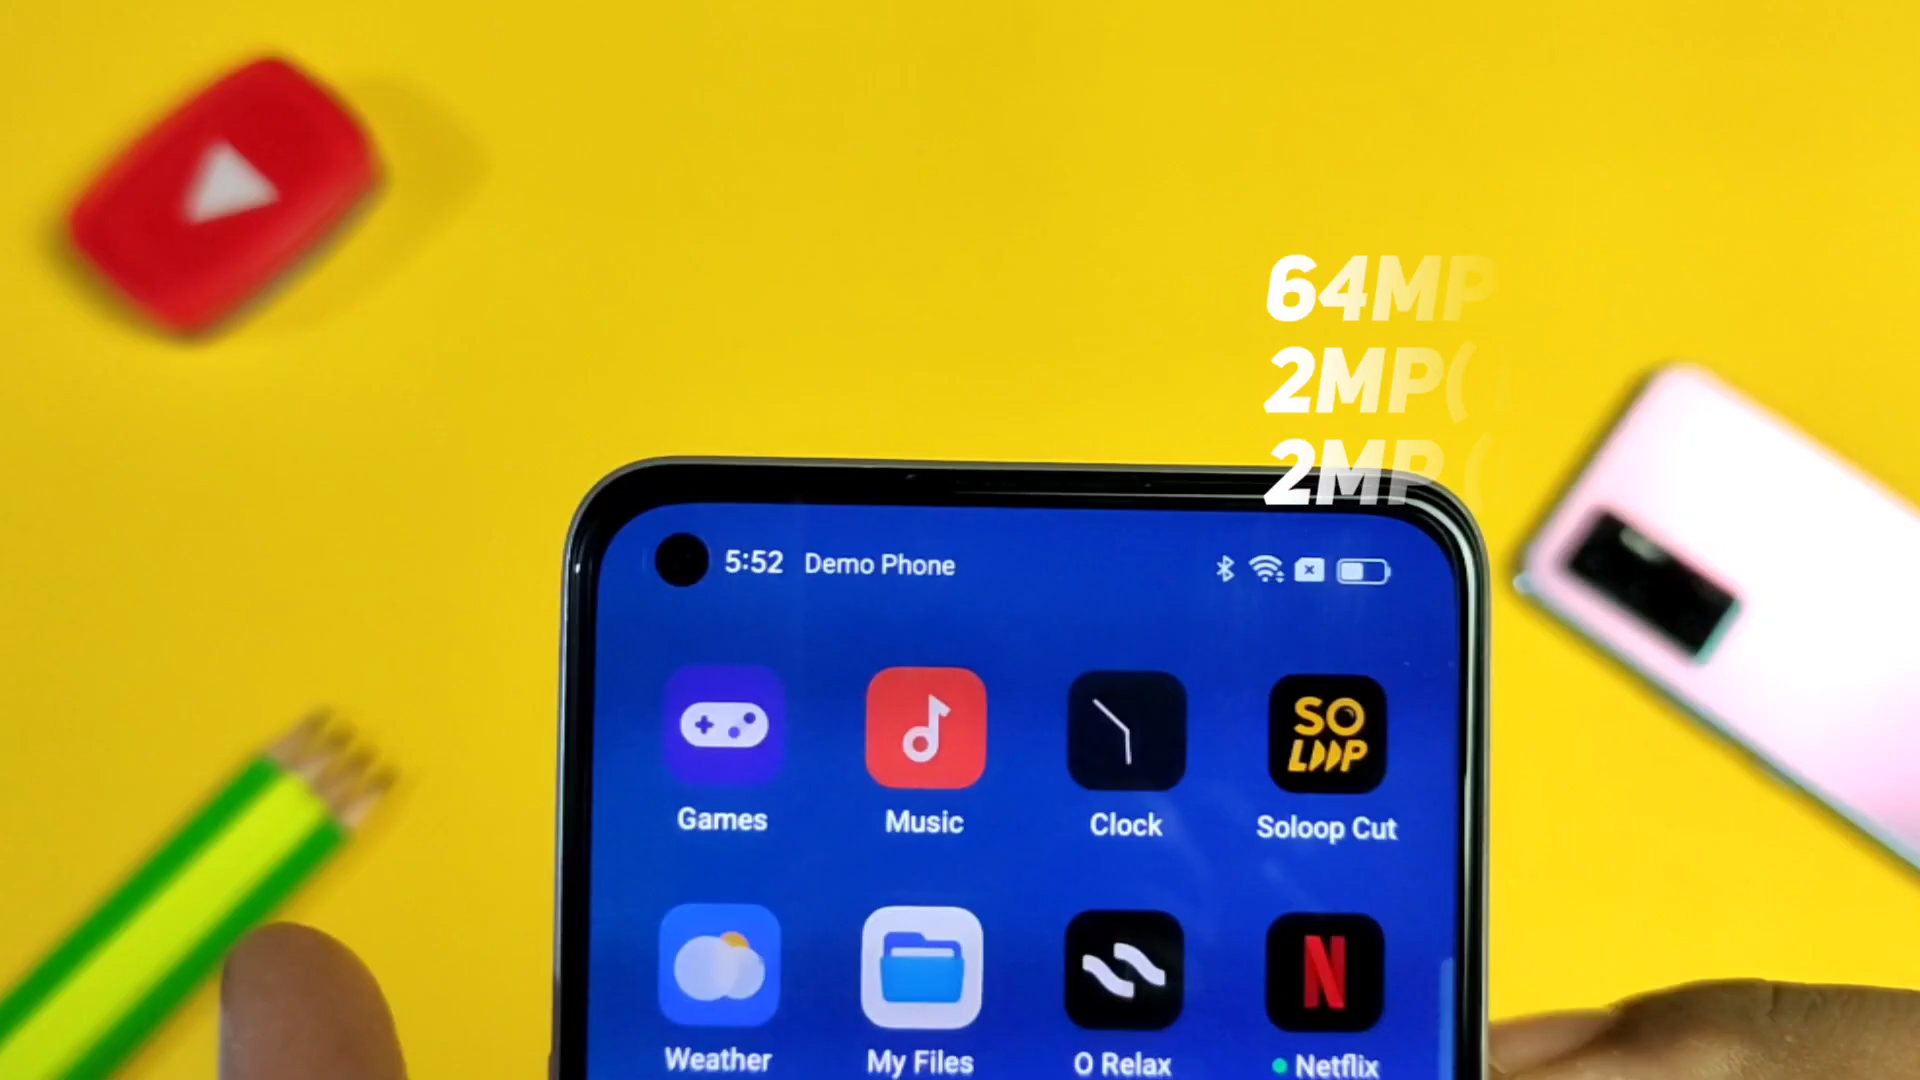 64MP
2MP(
2MP (
5:52 Demo Phone
SO
LOOP
Games Music Clock Soloop Cut
N
Weather My Files O Relax Netflix